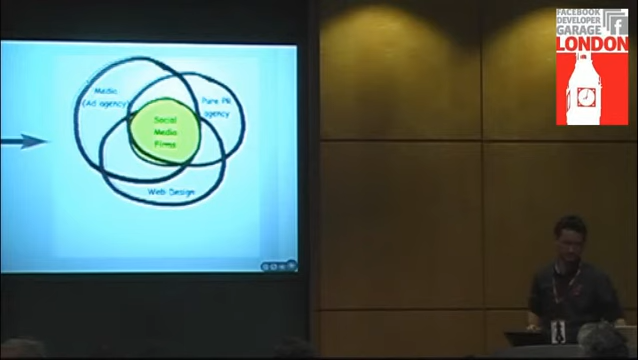 FACEBOOK
DEVELOPER
GARAGE
LONDON
Media
(Ad agency)
Pure PR
agency
Social
Media
Firms
Web Design